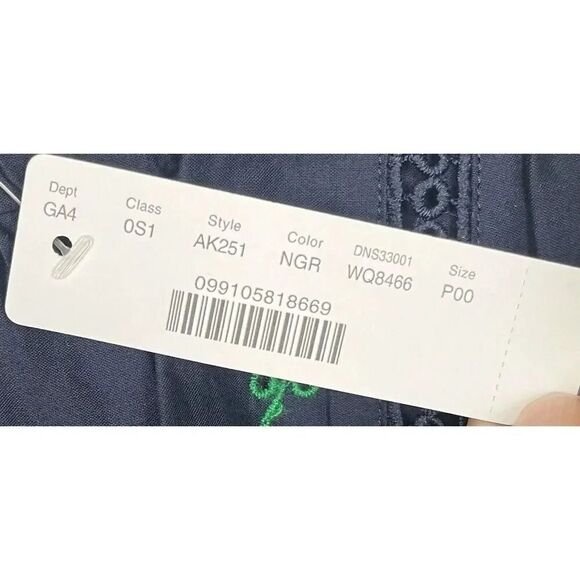 Dept Class Style Color DNS33001 Size
GA4 0S1 AK251 NGR WQ8466 P00
099105818669